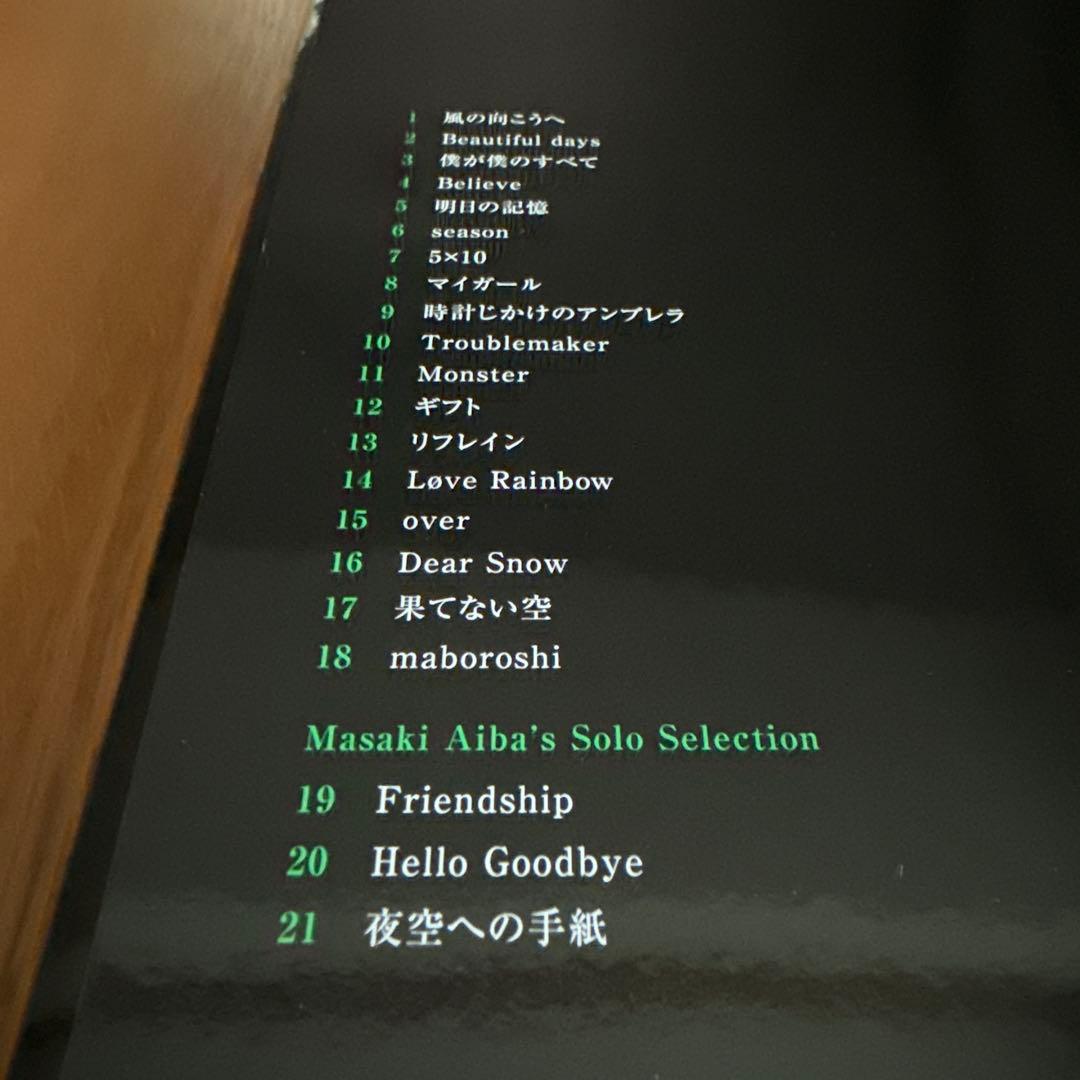 1 風の向こうへ
2 Beautiful days
3 僕が僕のすべて
4 Believe
5 明日の記憶
6 season
7 5×10
8 マイガール
9 時計じかけのアンブレラ
10 Troublemaker
11 Monster
12 ギフト
13 リフレイン
14 Løve Rainbow
15 over
16 Dear Snow
17 果てない空
18 maboroshi
Masaki Aiba's Solo Selection
19 Friendship
20 Hello Goodbye
21 夜空への手紙